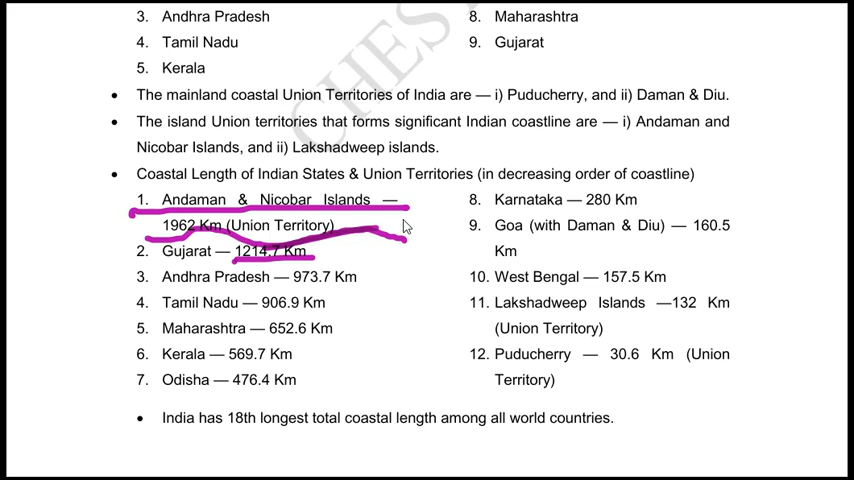 3. Andhra Pradesh
4. Tamil Nadu
5. Kerala
8. Maharashtra
9. Gujarat
• The mainland coastal Union Territories of India are — i) Puducherry, and ii) Daman & Diu.
• The island Union territories that forms significant Indian coastline are — i) Andaman and
Nicobar Islands, and ii) Lakshadweep islands.
• Coastal Length of Indian States & Union Territories (in decreasing order of coastline)
1. Andaman & Nicobar Islands —
1962 Km (Union Territory)
2. Gujarat — 1214.7 Km
3. Andhra Pradesh — 973.7 Km
4. Tamil Nadu — 906.9 Km
5. Maharashtra — 652.6 Km
6. Kerala — 569.7 Km
7. Odisha — 476.4 Km
8. Karnataka — 280 Km
9. Goa (with Daman & Diu) — 160.5
Km
10. West Bengal — 157.5 Km
11. Lakshadweep Islands —132 Km
(Union Territory)
12. Puducherry — 30.6 Km (Union
Territory)
• India has 18th longest total coastal length among all world countries.
CHES